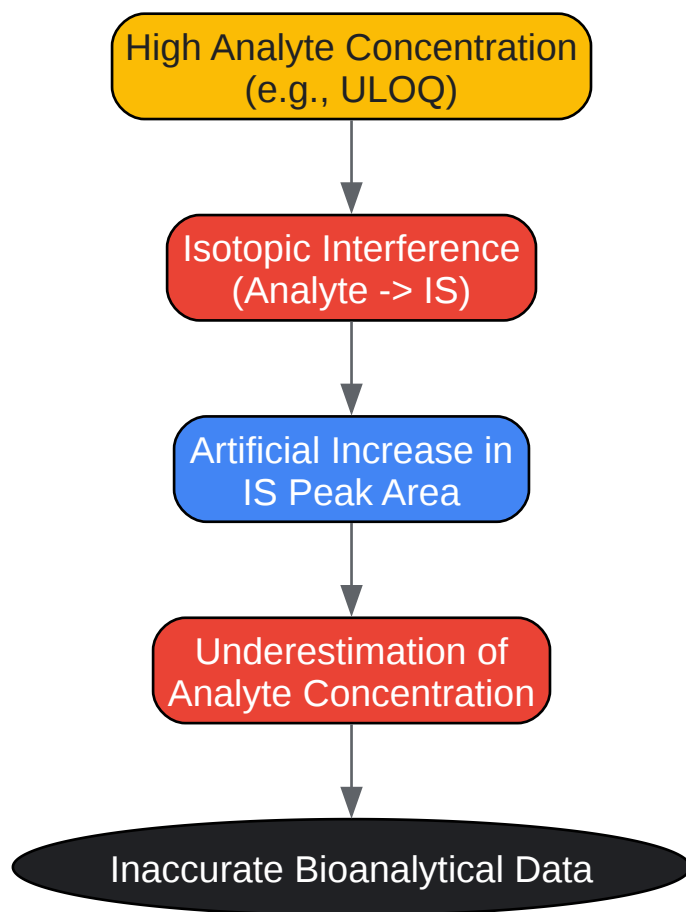 High Analyte Concentration
(e.g., ULOQ)
Isotopic Interference
(Analyte -> IS)
Artificial Increase in
IS Peak Area
Underestimation of
Analyte Concentration
Inaccurate Bioanalytical Data